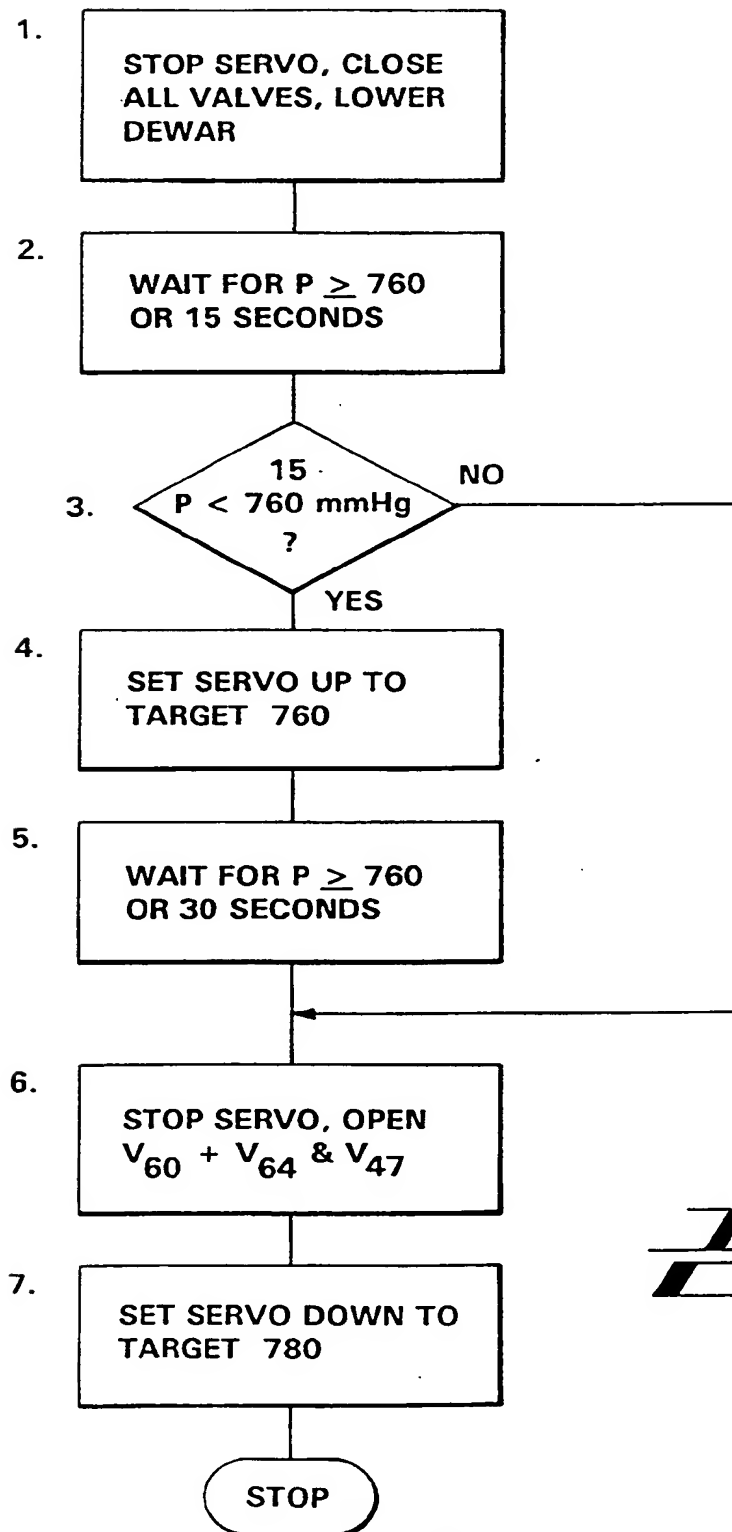 1.
STOP SERVO, CLOSE
ALL VALVES, LOWER
DEWAR
2.
WAIT FOR P ≥ 760
OR 15 SECONDS
3.
15
P < 760 mmHg
?
NO
YES
4.
SET SERVO UP TO
TARGET 760
5.
WAIT FOR P ≥ 760
OR 30 SECONDS
6.
STOP SERVO, OPEN
V60 + V64 & V47
7.
SET SERVO DOWN TO
TARGET 780
STOP